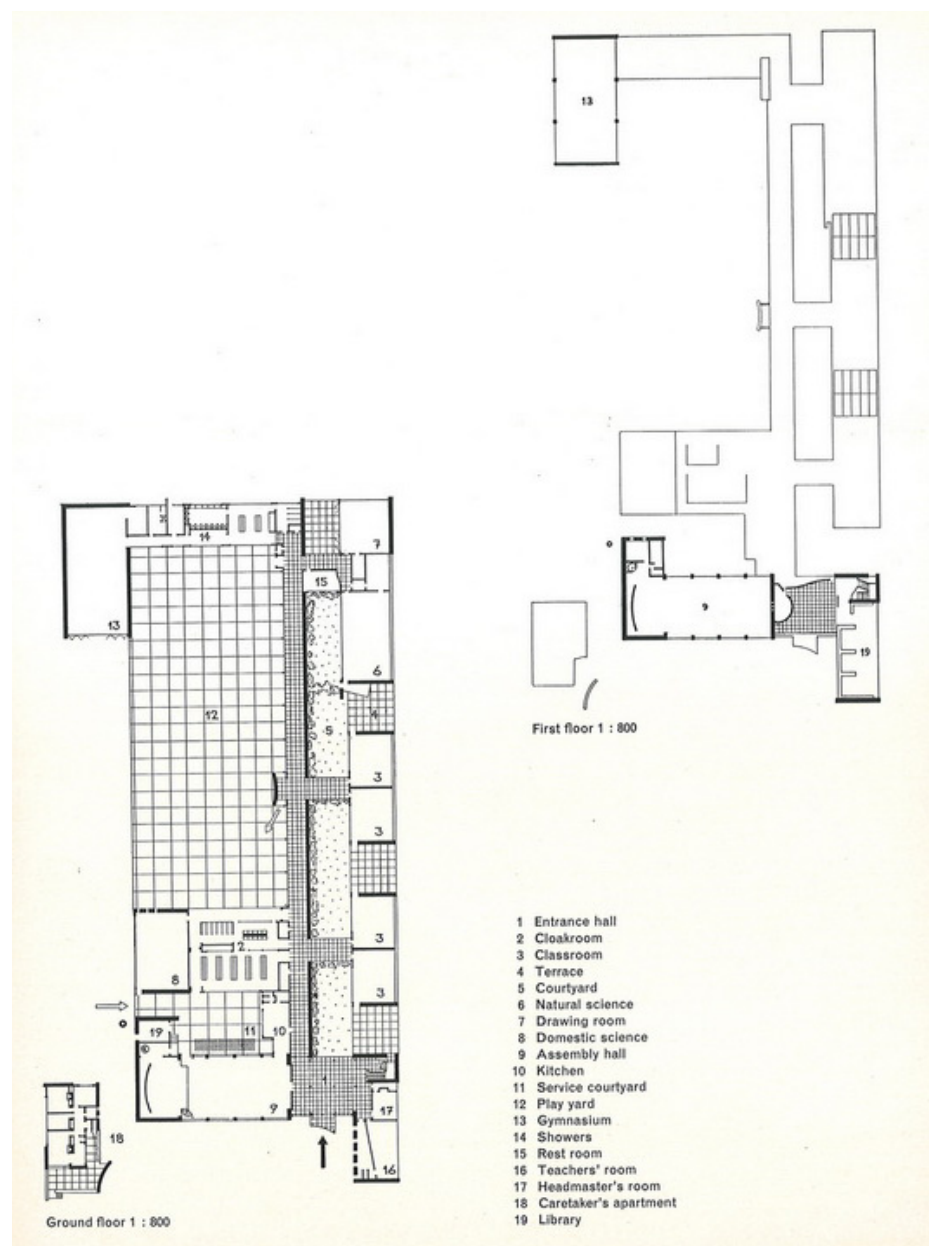 13
9
19
First floor 1 : 800
14
7
15
13
6
12
4
5
3
3
3
2
8
3
19
11
10
9
17
18
16
Ground floor 1 : 800
1 Entrance hall
2 Cloakroom
3 Classroom
4 Terrace
5 Courtyard
6 Natural science
7 Drawing room
8 Domestic science
9 Assembly hall
10 Kitchen
11 Service courtyard
12 Play yard
13 Gymnasium
14 Showers
15 Rest room
16 Teachers' room
17 Headmaster's room
18 Caretaker's apartment
19 Library